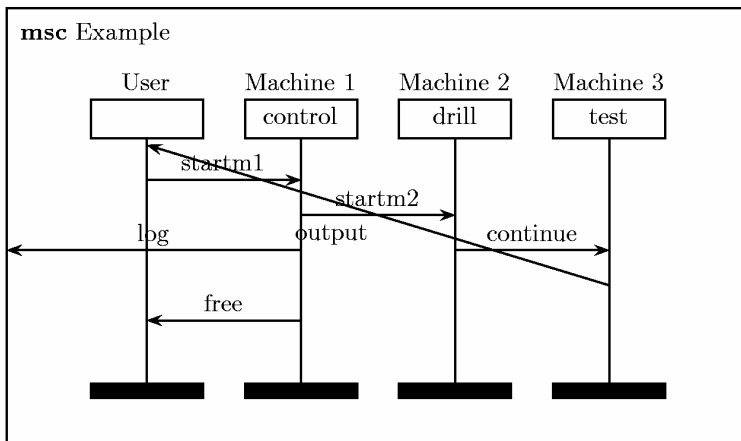 msc Example
User Machine 1 Machine 2 Machine 3
control drill test
startm1
startm2
log output continue
free